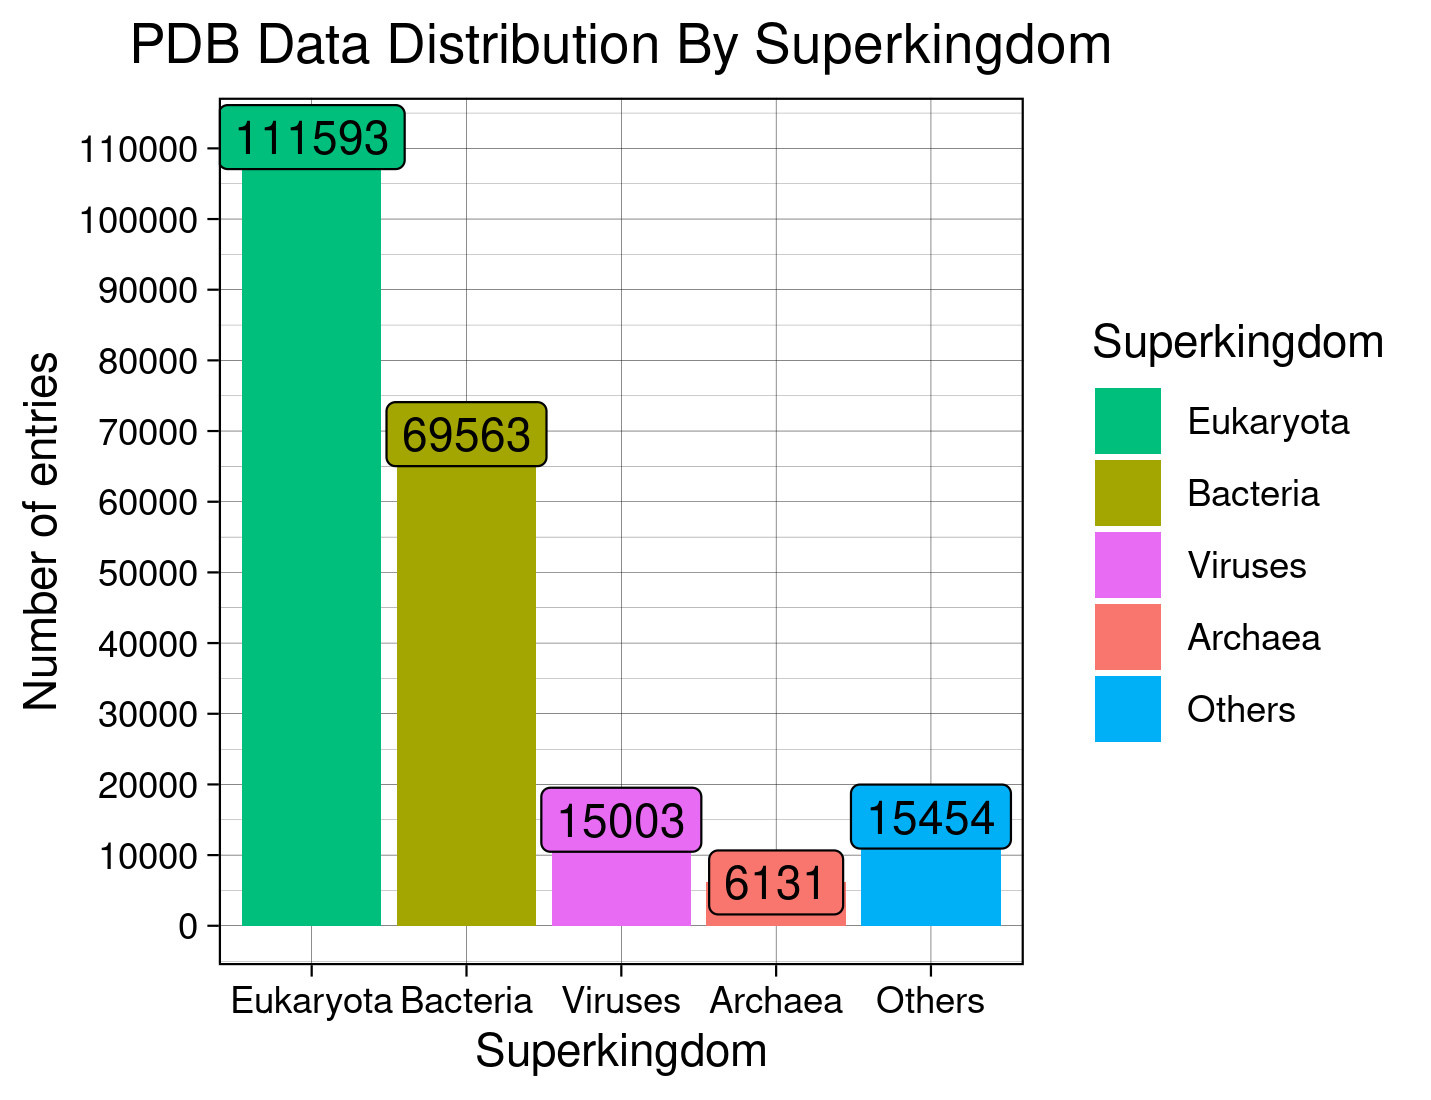 PDB Data Distribution By Superkingdom
Number of entries
110000
100000
90000
80000
70000
60000
50000
40000
30000
20000
10000
0
111593
69563
15003
6131
15454
Eukaryota Bacteria Viruses Archaea Others
Superkingdom
Superkingdom
Eukaryota
Bacteria
Viruses
Archaea
Others